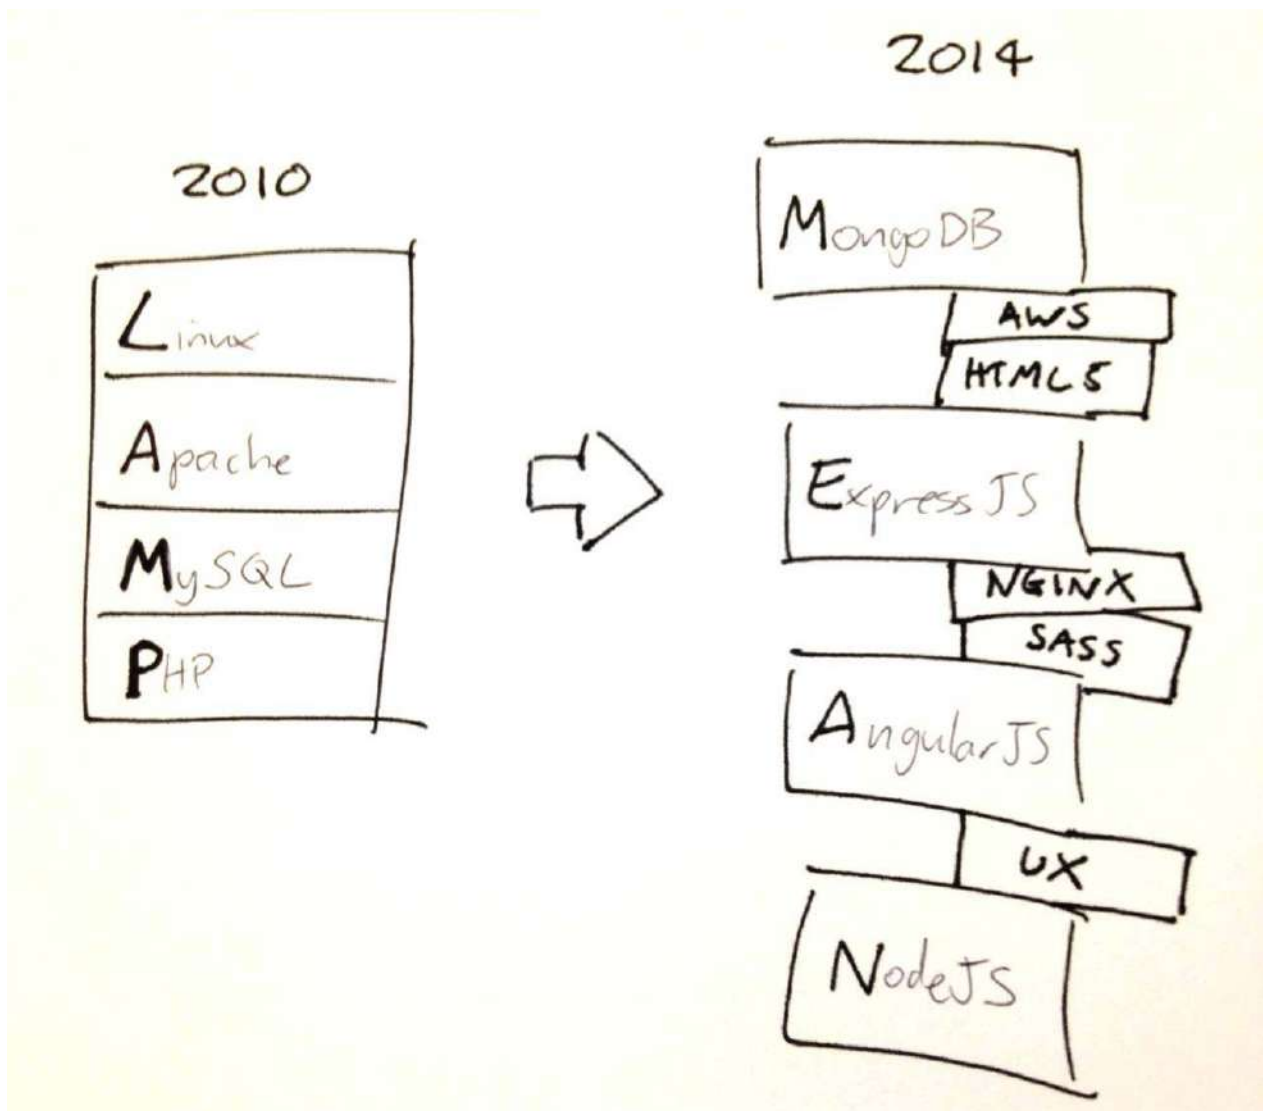 2010
Linux
Apache
MySQL
PHP
2014
MongoDB
AWS
HTML5
ExpressJS
NGINX
SASS
AngularJS
UX
NodeJS